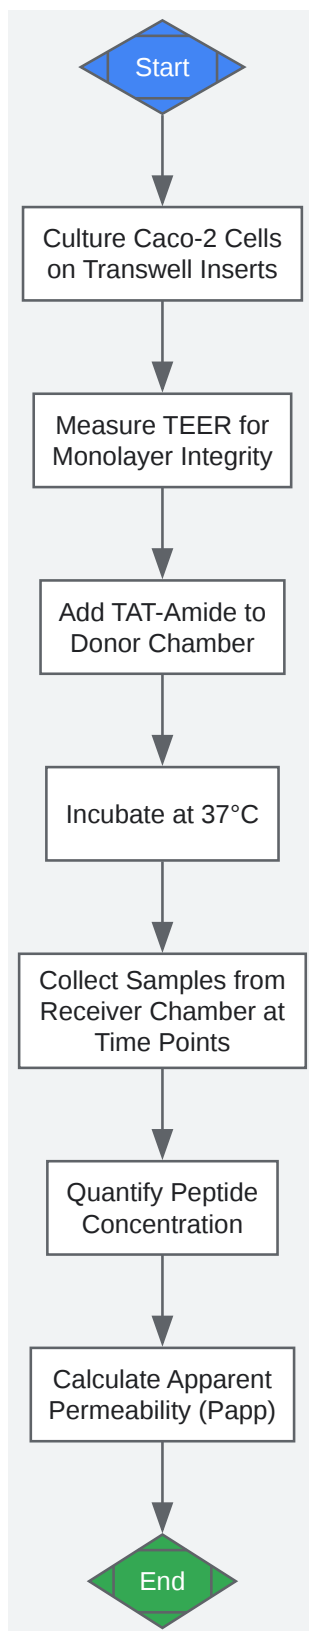 Start
Culture Caco-2 Cells
on Transwell Inserts
Measure TEER for
Monolayer Integrity
Add TAT-Amide to
Donor Chamber
Incubate at 37°C
Collect Samples from
Receiver Chamber at
Time Points
Quantify Peptide
Concentration
Calculate Apparent
Permeability (Papp)
End